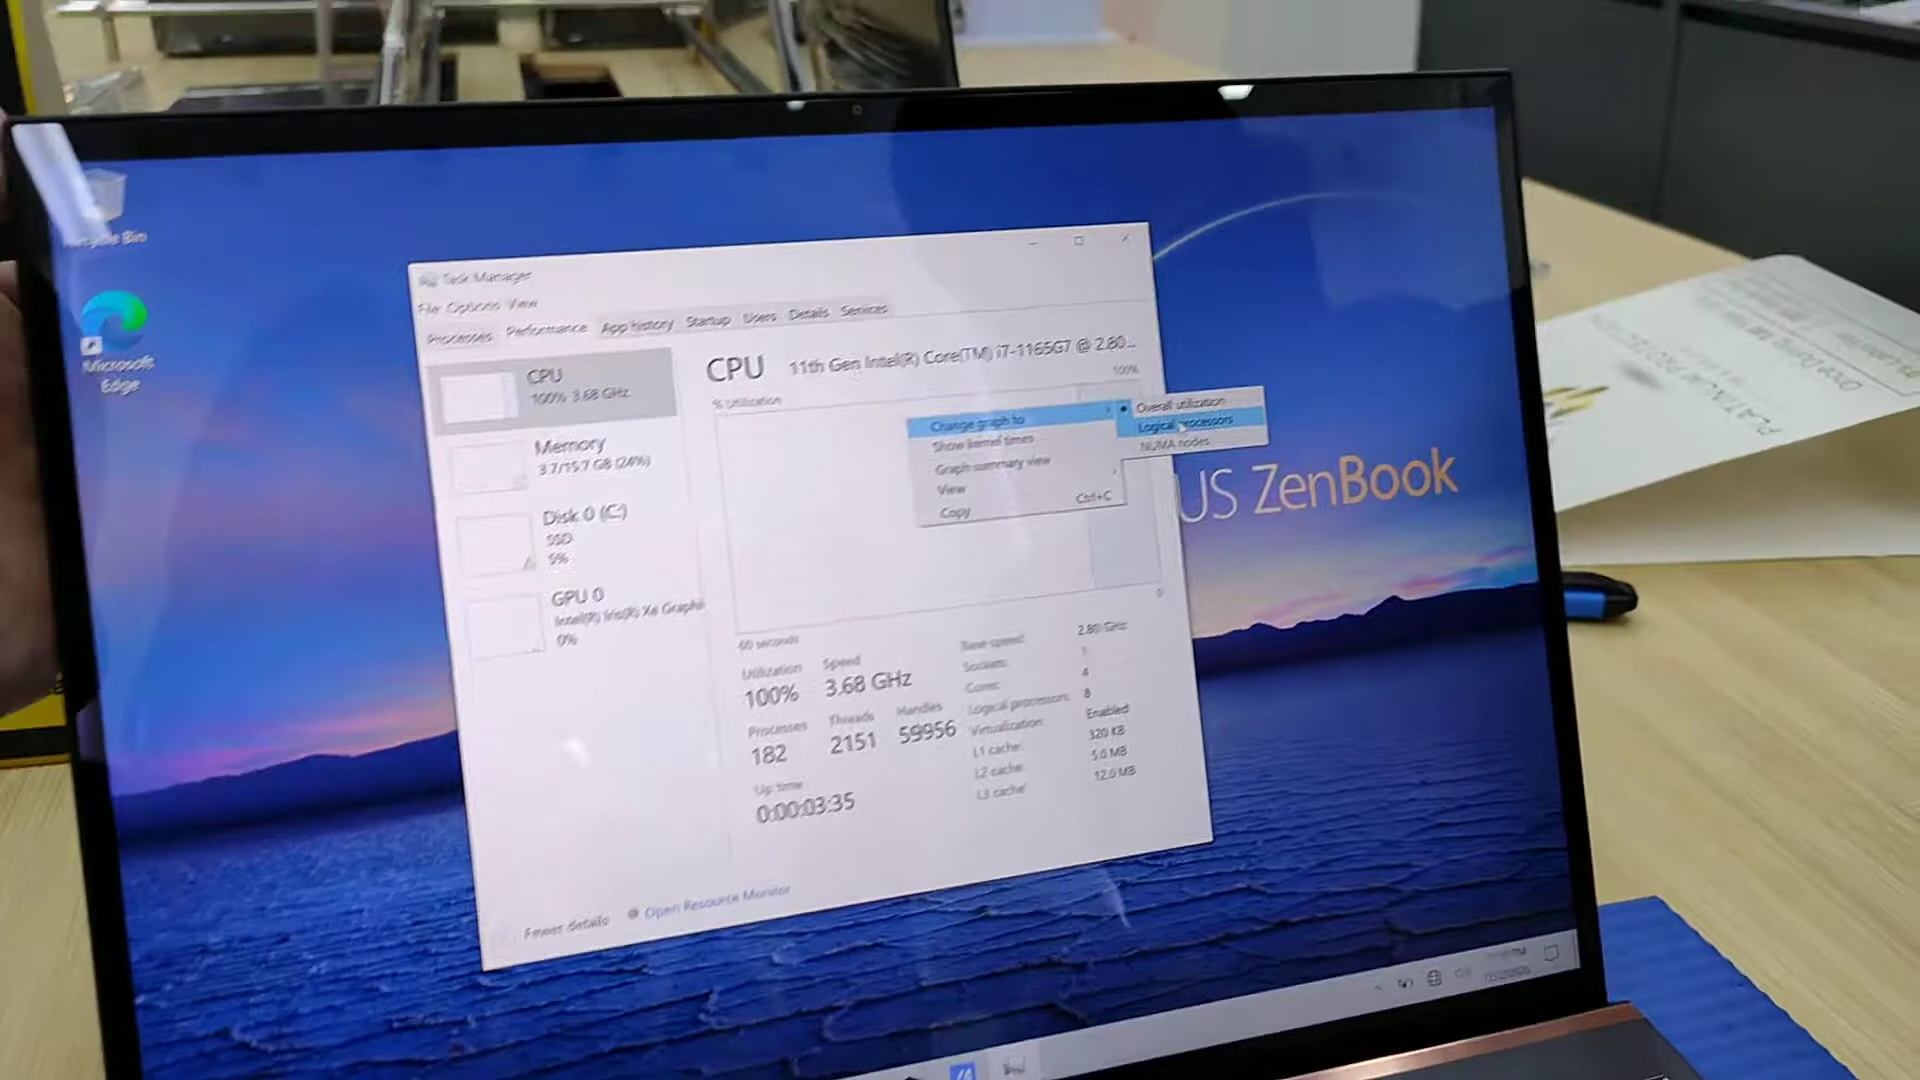 Recycle Bin
Microsoft
Edge
Task Manager
File Options View
Processes Performance App history Startup Users Details Services
CPU
100% 3.68 GHz
Memory
3.7/15.7 GB (24%)
Disk 0 (C:)
SSD
5%
GPU 0
Intel(R) Iris(R) Xe Graphi
0%
CPU 11th Gen Intel(R) Core(TM) i7-1165G7 @ 2.80...
% Utilization 100%
Change graph to
Show kernel times
Graph summary view
View
Copy Ctrl+C
Overall utilization
Logical processors
NUMA nodes
60 seconds 0
Utilization Speed
100% 3.68 GHz
Processes Threads Handles
182 2151 59956
Up time
0:00:03:35
Base speed: 2.80 GHz
Sockets: 1
Cores: 4
Logical processors: 8
Virtualization: Enabled
L1 cache: 320 KB
L2 cache: 5.0 MB
L3 cache: 12.0 MB
Fewer details Open Resource Monitor
US ZenBook